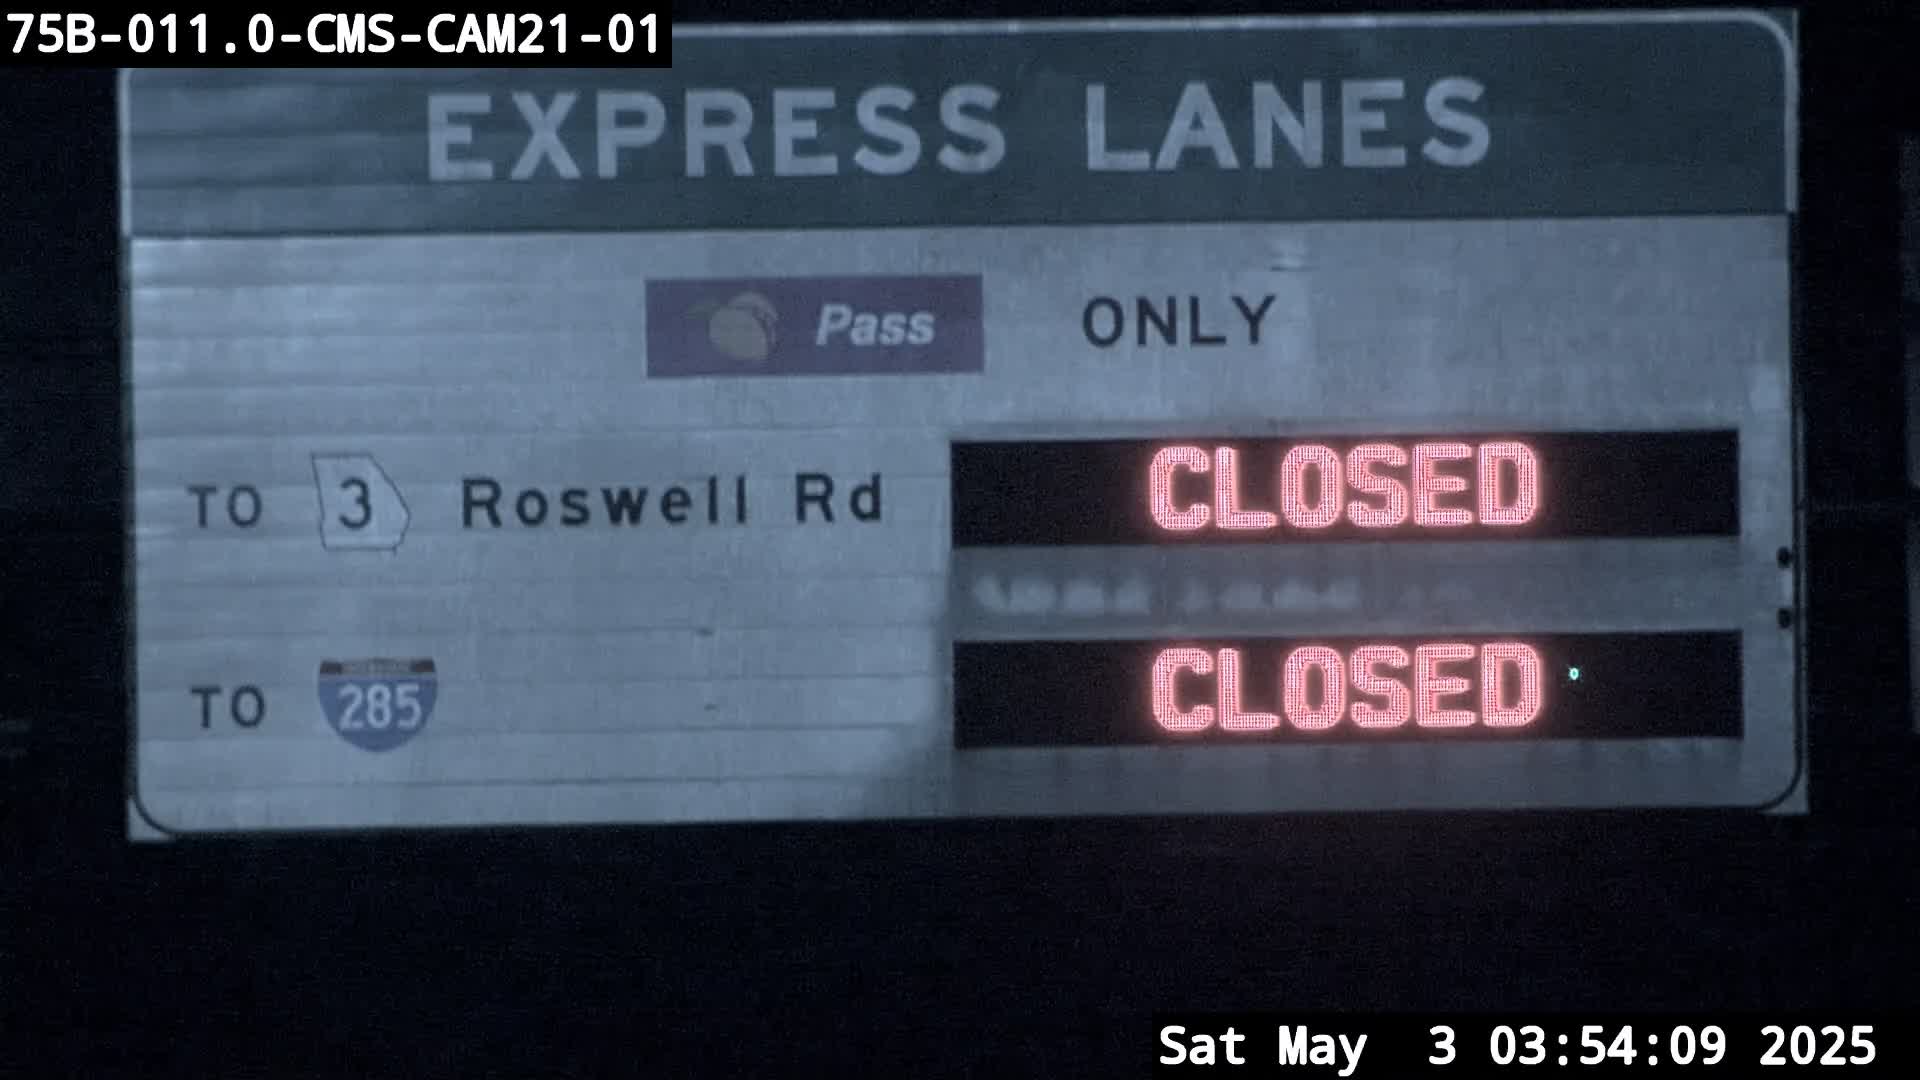 75B-011.0-CMS-CAM21-01
EXPRESS LANES
Pass ONLY
TO 3 Roswell Rd CLOSED
TO 285 CLOSED
Sat May 3 03:54:09 2025